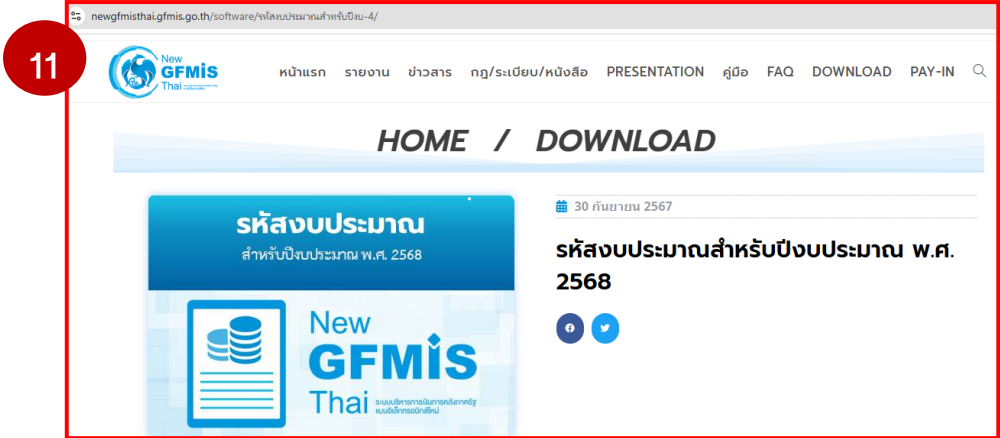 newgfmisthai.gfmis.go.th/software/รหัสงบประมาณสำหรับปีงบ-4/
11
New
GFMIS
Thai
หน้าแรก รายงาน ข่าวสาร กฎ/ระเบียบ/หนังสือ PRESENTATION คู่มือ FAQ DOWNLOAD PAY-IN
HOME / DOWNLOAD
รหัสงบประมาณ
สำหรับปีงบประมาณ พ.ศ. 2568
New
GFMIS
Thai ระบบบริหารการเงินการคลังภาครัฐ
แบบอิเล็กทรอนิกส์ใหม่
30 กันยายน 2567
รหัสงบประมาณสำหรับปีงบประมาณ พ.ศ.
2568